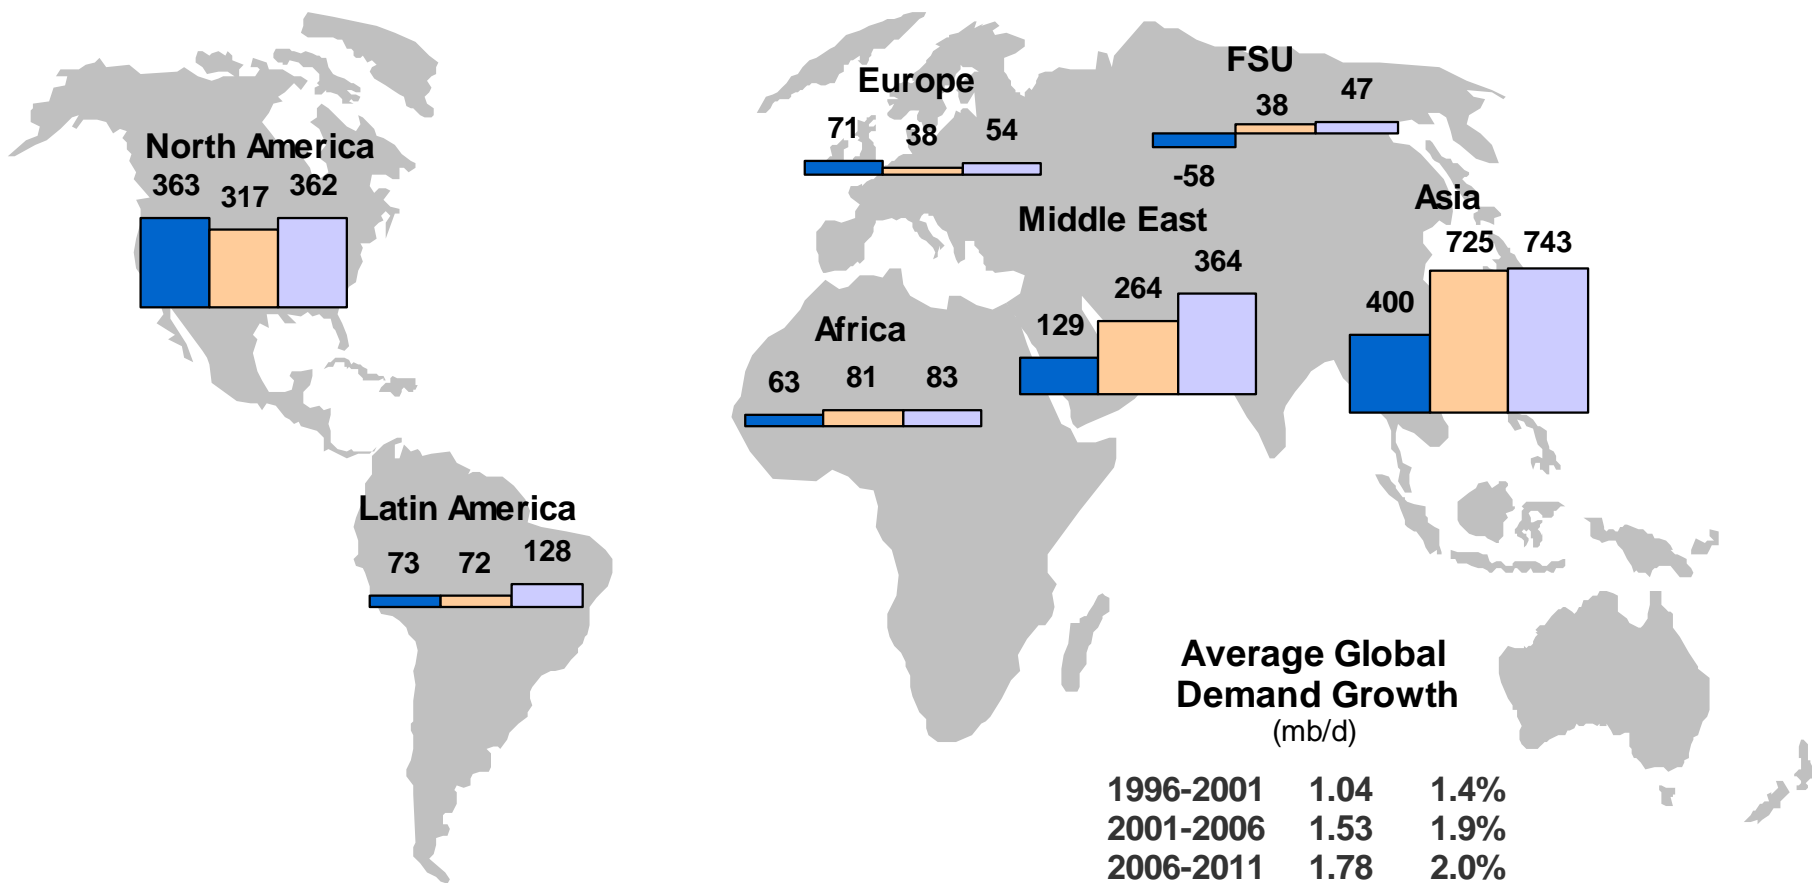 North America
363 317 362
Latin America
73 72 128
Europe
71 38 54
FSU
-58 38 47
Middle East
129 264 364
Africa
63 81 83
Asia
400 725 743
Average Global
Demand Growth
(mb/d)
1996-2001 1.04 1.4%
2001-2006 1.53 1.9%
2006-2011 1.78 2.0%